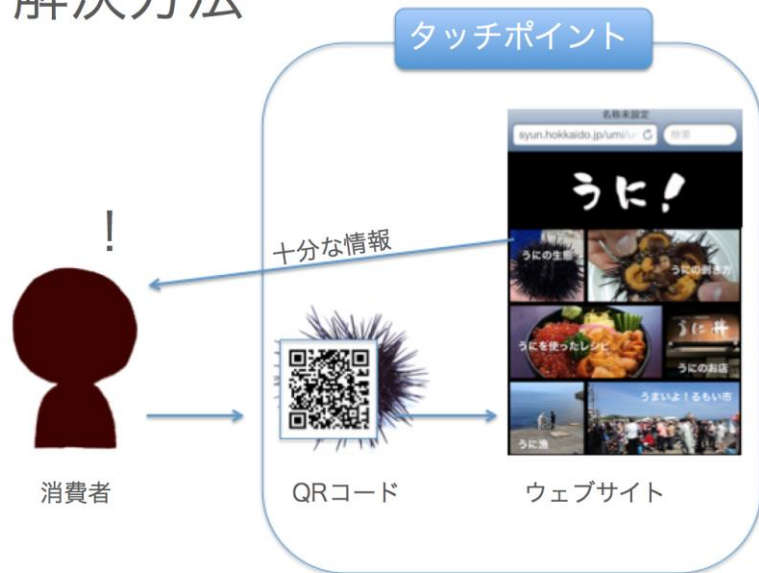 解決方法
タッチポイント
名称未設定
syun.hokkaido.jp/umi/u
検索
うに!
!
十分な情報
うにの生態
うにの剥き方
うにを使ったレシピ
うに丼
うにのお店
うまいよ！るもい市
うに漁
消費者
QRコード
ウェブサイト